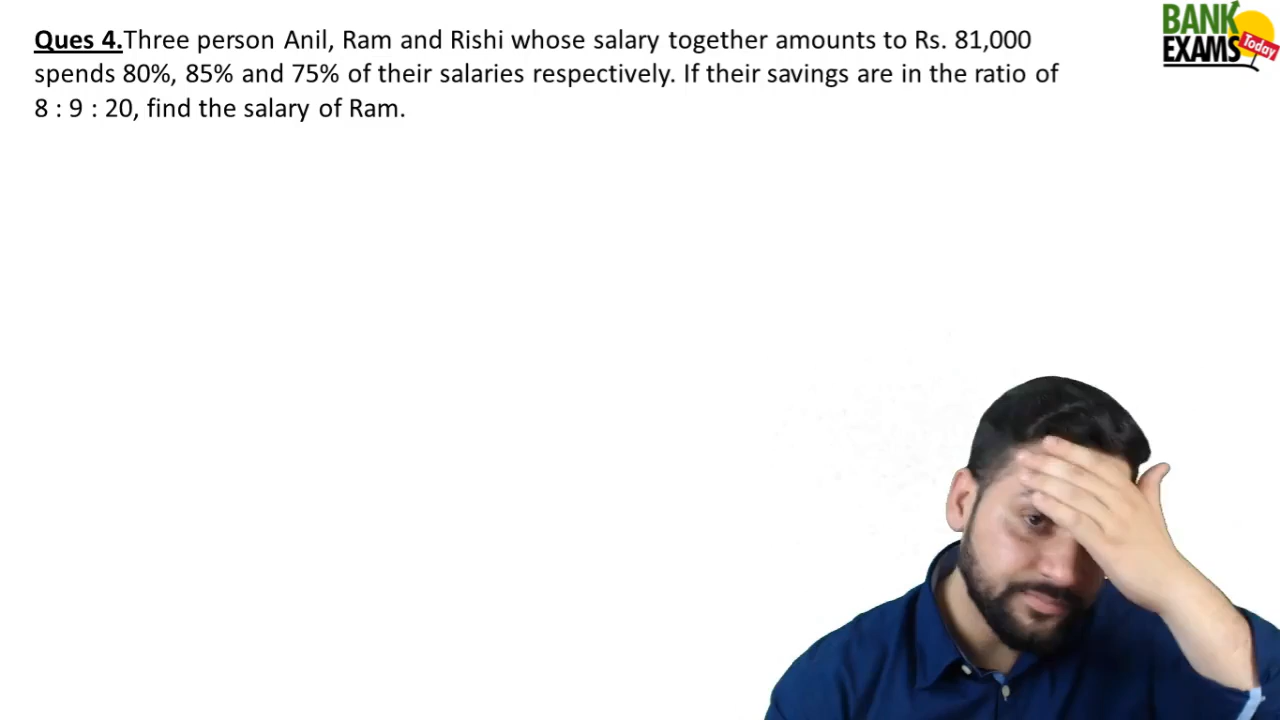 BANK
EXAMS Today
Ques 4.Three person Anil, Ram and Rishi whose salary together amounts to Rs. 81,000
spends 80%, 85% and 75% of their salaries respectively. If their savings are in the ratio of
8 : 9 : 20, find the salary of Ram.